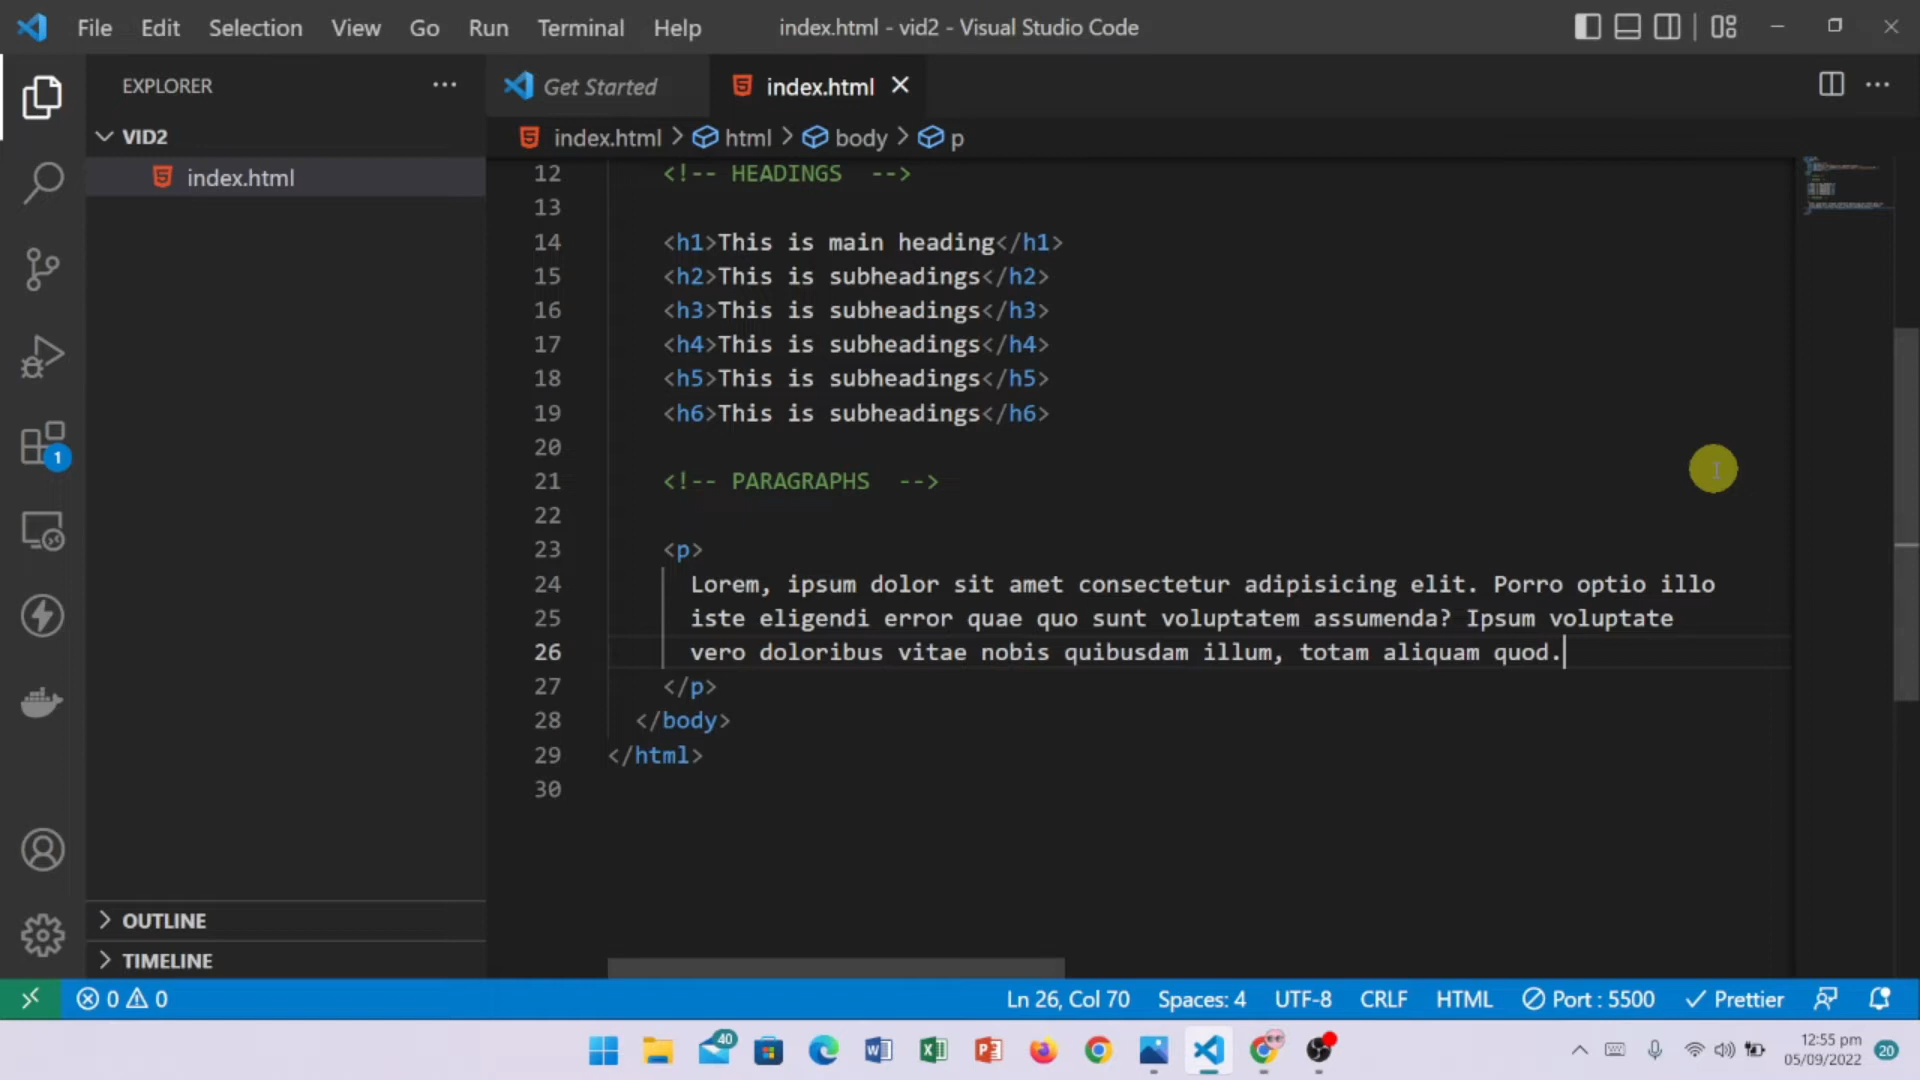 File Edit Selection View Go Run Terminal Help index.html - vid2 - Visual Studio Code
EXPLORER
Get Started
index.html
VID2
index.html > html > body > p
index.html
12 <!-- HEADINGS  -->
13
14 <h1>This is main heading</h1>
15 <h2>This is subheadings</h2>
16 <h3>This is subheadings</h3>
17 <h4>This is subheadings</h4>
18 <h5>This is subheadings</h5>
19 <h6>This is subheadings</h6>
20
21 <!-- PARAGRAPHS  -->
22
23 <p>
24 Lorem, ipsum dolor sit amet consectetur adipisicing elit. Porro optio illo
25 iste eligendi error quae quo sunt voluptatem assumenda? Ipsum voluptate
26 vero doloribus vitae nobis quibusdam illum, totam aliquam quod.
27 </p>
28 </body>
29 </html>
30
1
OUTLINE
TIMELINE
0 0 Ln 26, Col 70 Spaces: 4 UTF-8 CRLF HTML Port : 5500 Prettier
40
12:55 pm
05/09/2022
20